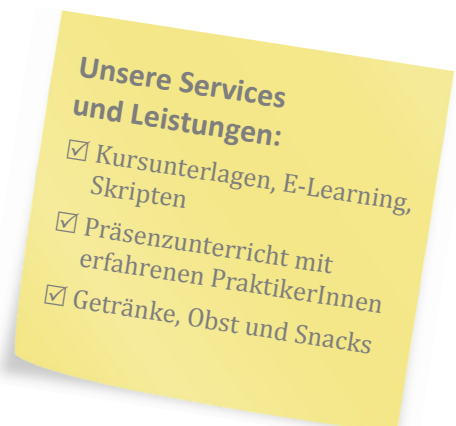 Unsere Services
und Leistungen:
☑ Kursunterlagen, E-Learning,
Skripten
☑ Präsenzunterricht mit
erfahrenen PraktikerInnen
☑ Getränke, Obst und Snacks